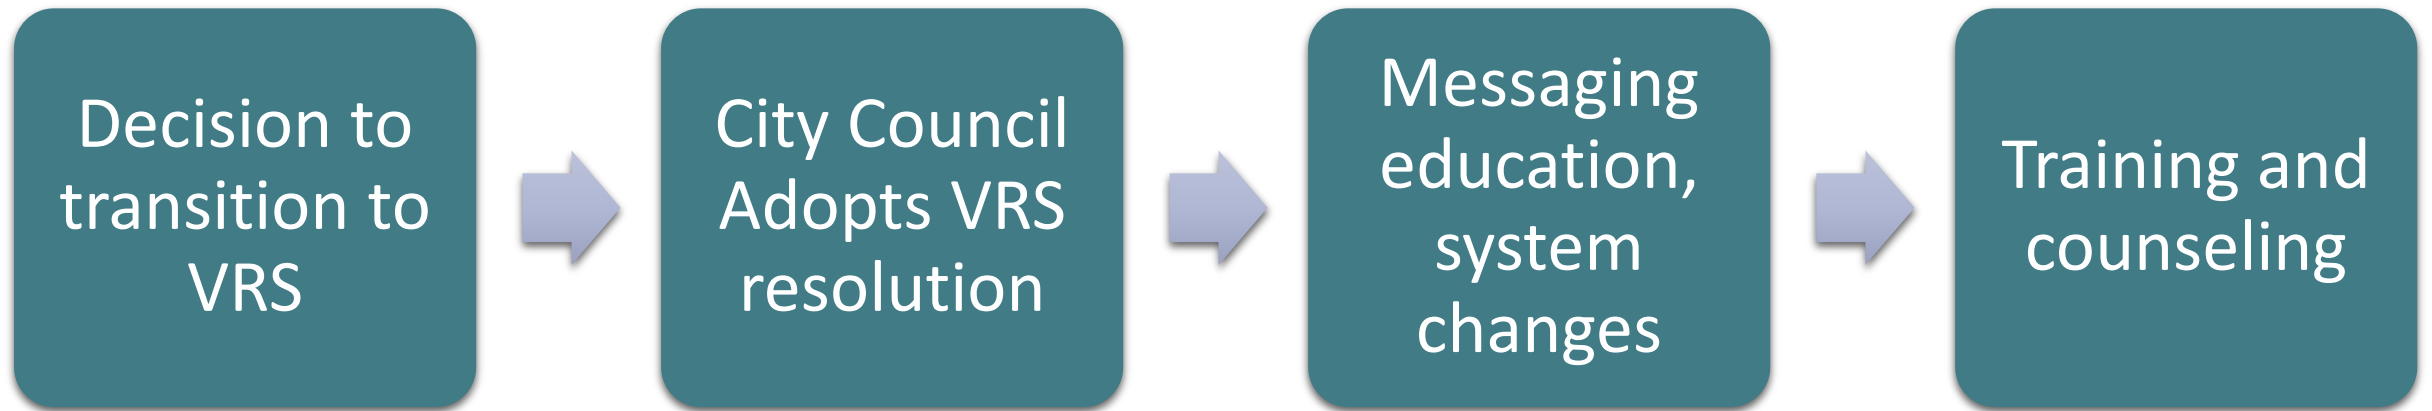 Decision to
transition to
VRS
City Council
Adopts VRS
resolution
Messaging
education,
system
changes
Training and
counseling